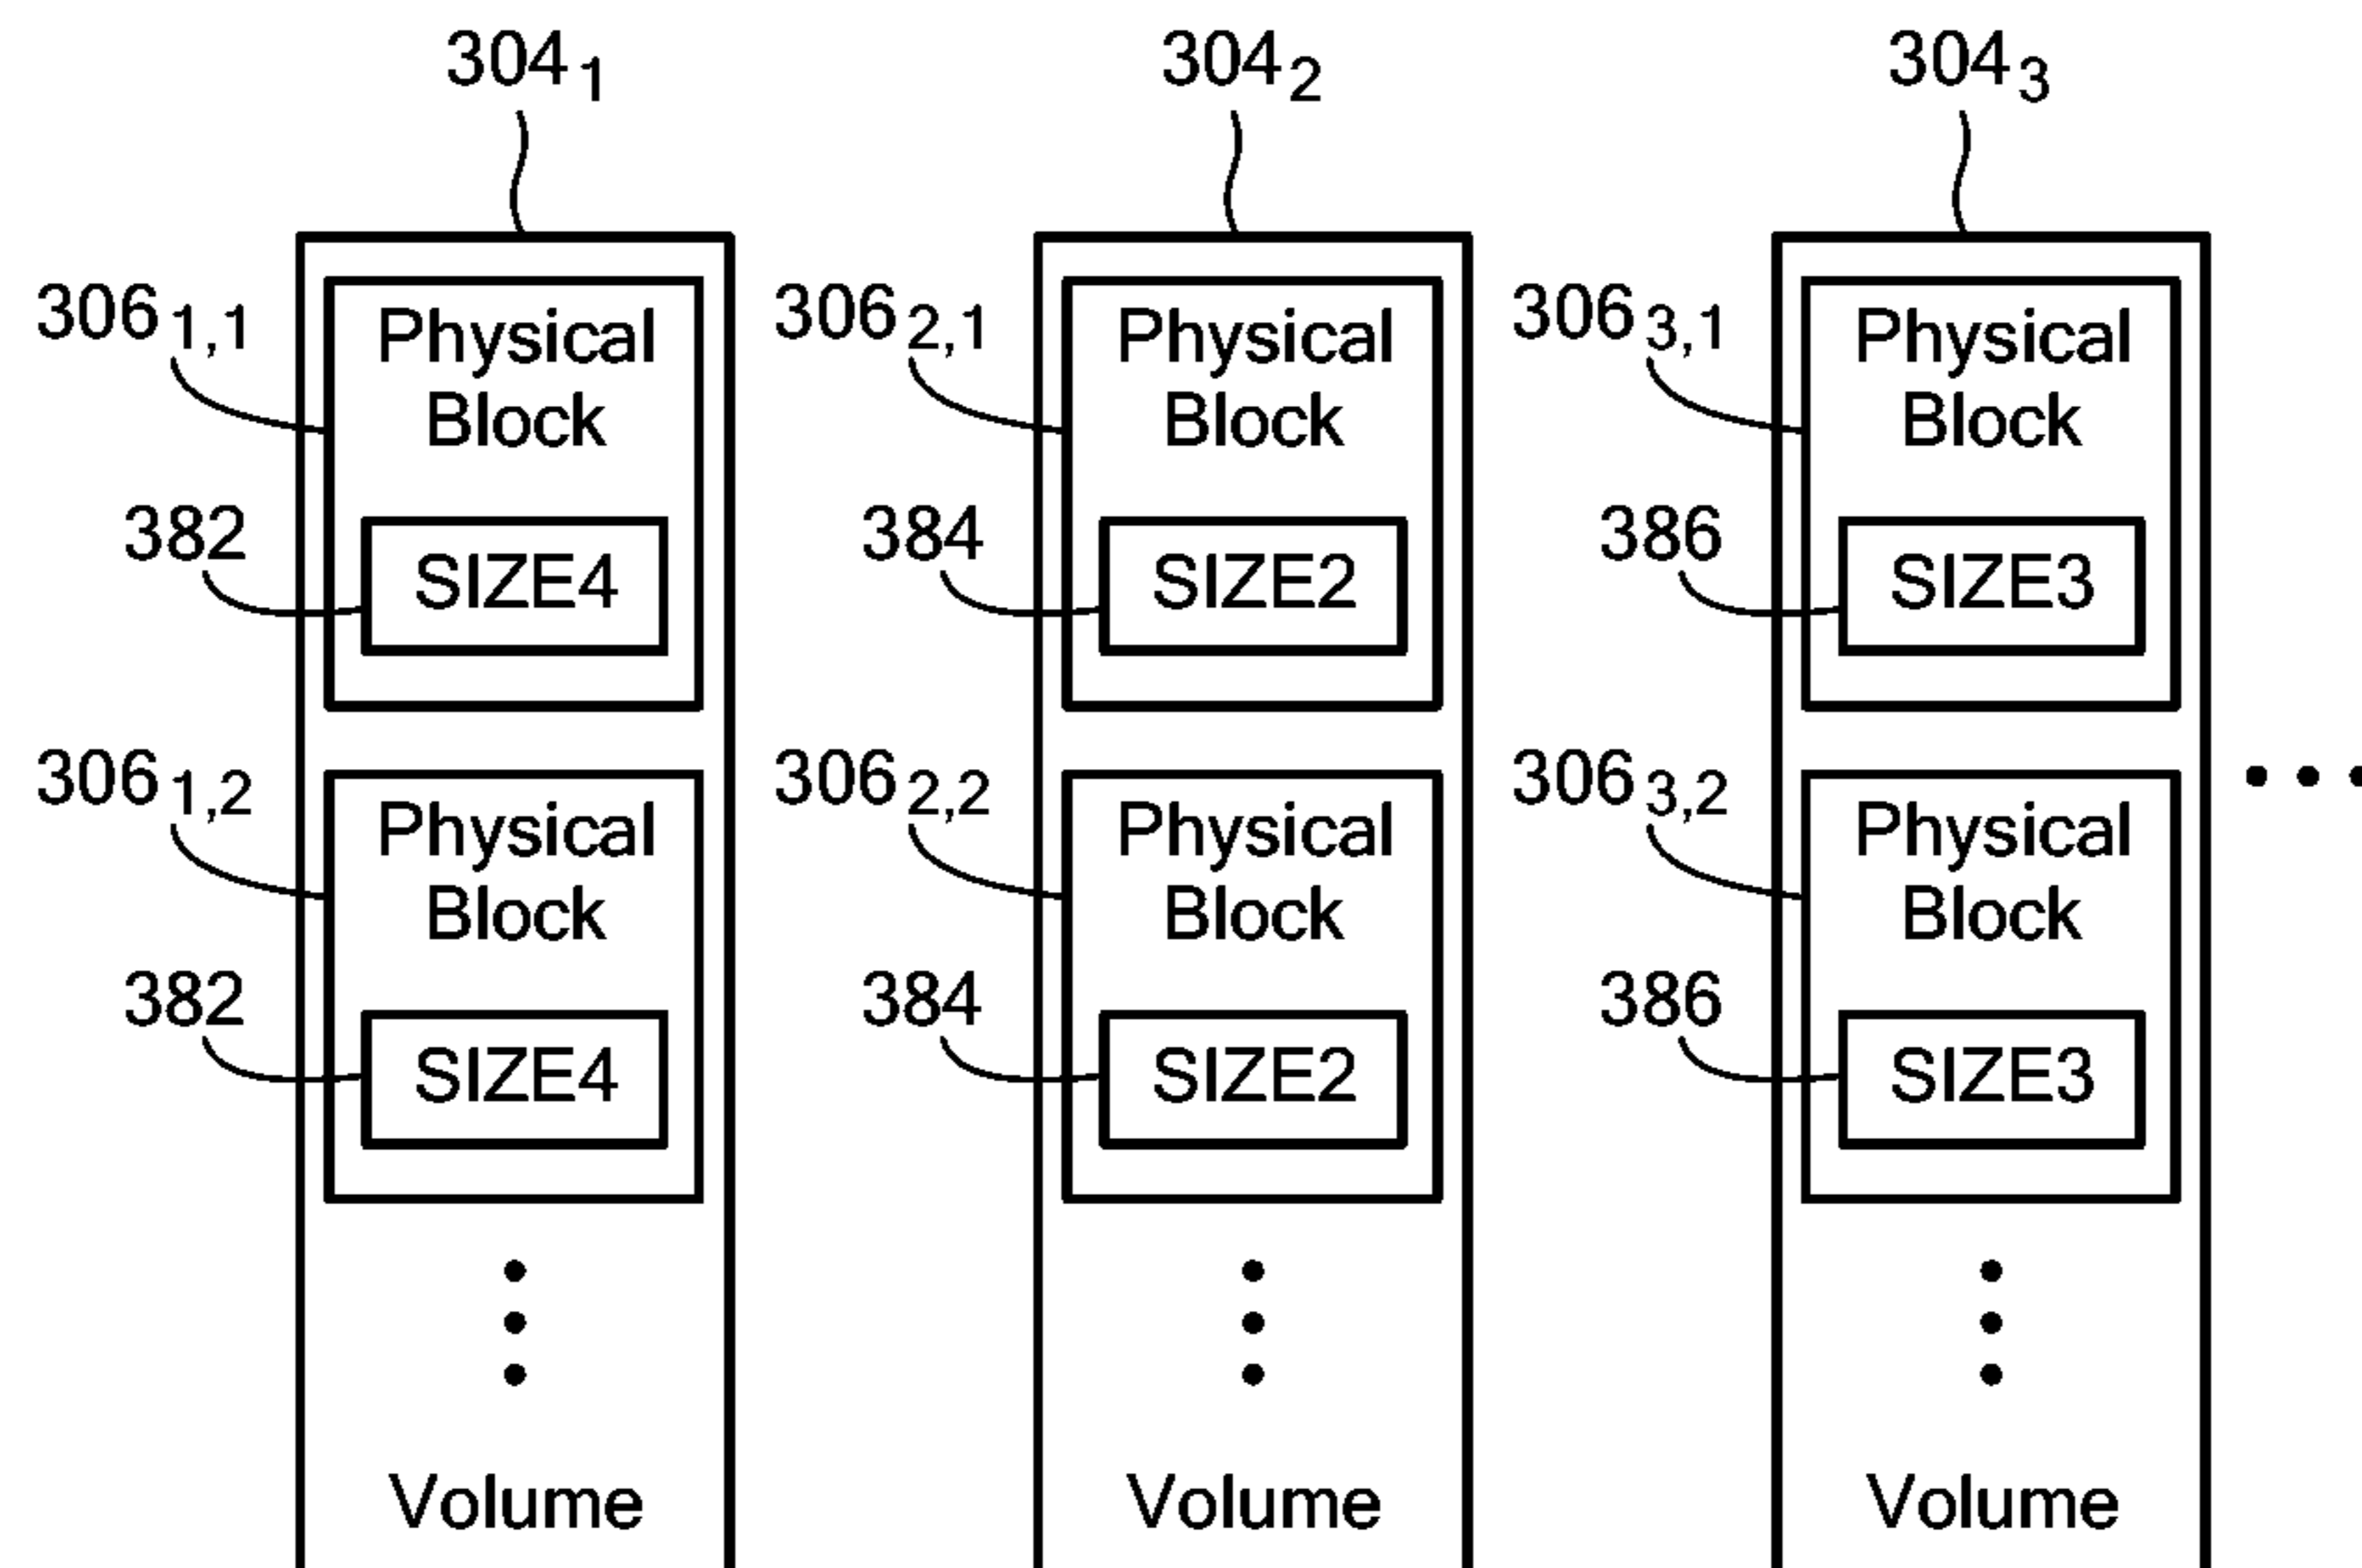 304₁ 304₂ 304₃
306₁,₁ Physical Block 306₂,₁ Physical Block 306₃,₁ Physical Block
382 SIZE4 384 SIZE2 386 SIZE3
306₁,₂ Physical Block 306₂,₂ Physical Block 306₃,₂ Physical Block
382 SIZE4 384 SIZE2 386 SIZE3
Volume Volume Volume